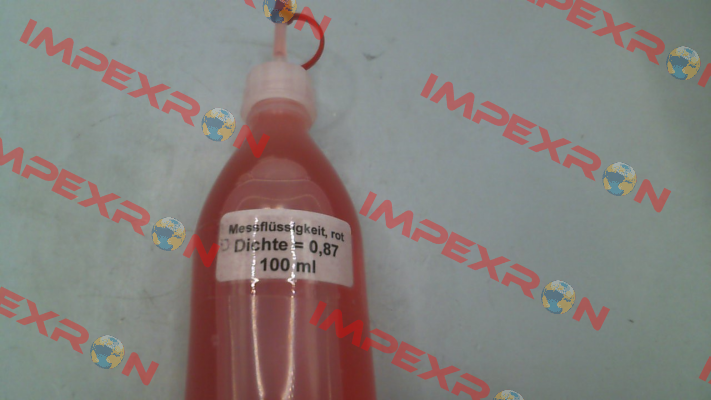 IMPEXRON
IMPEXRON
IMPEXRON
IMPEXRON
IMPEXRON
IMPEXRON
IMPEXRON
Messflüssigkeit, rot
Dichte = 0,87
100 ml